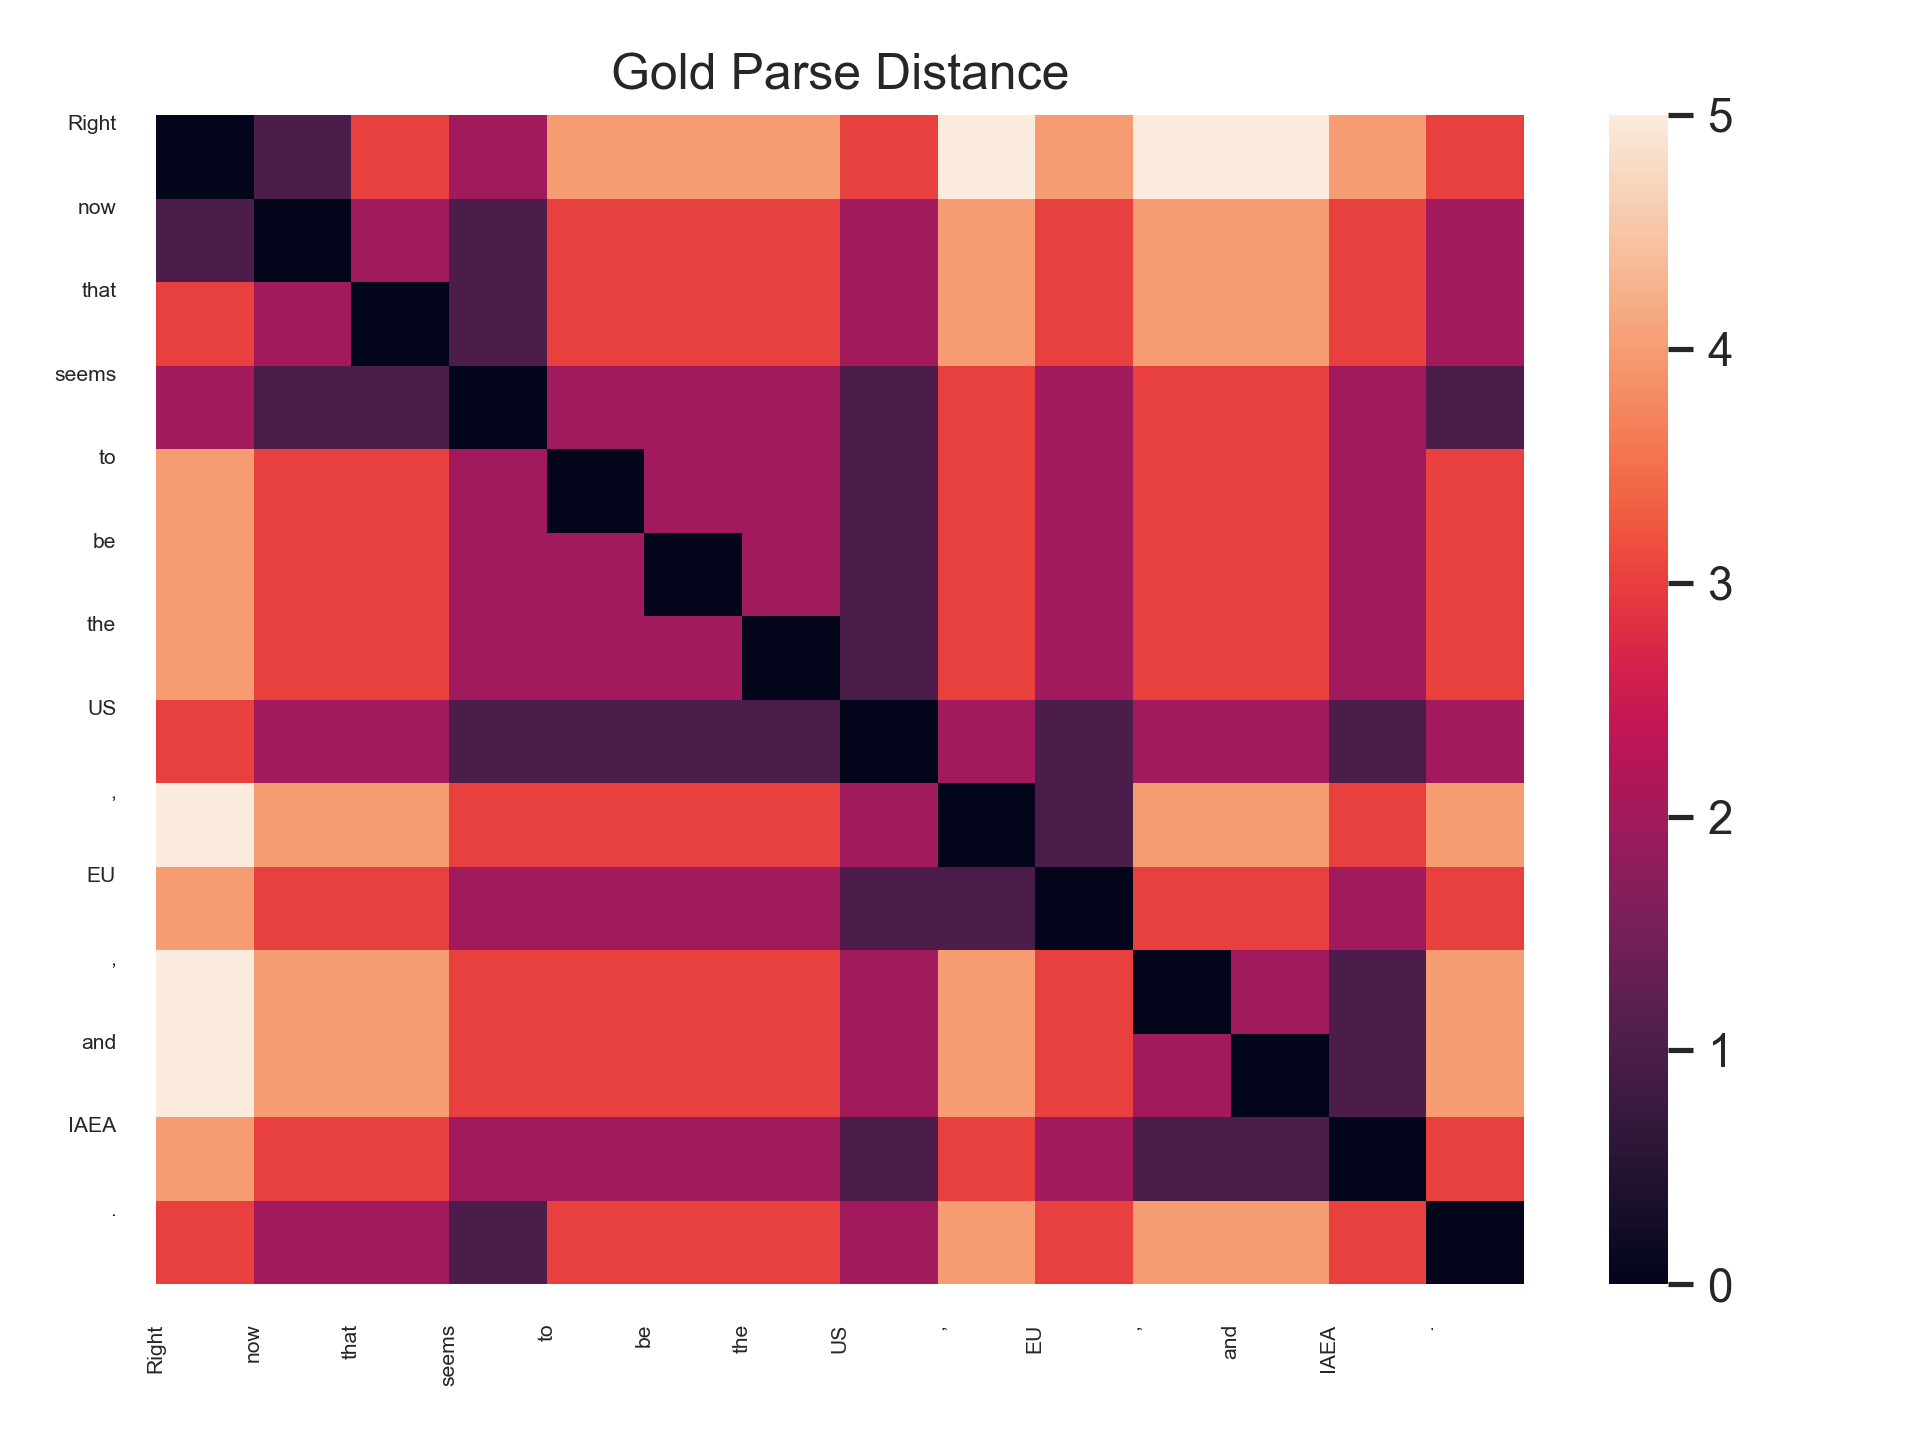 Gold Parse Distance
Right
now
that
seems
to
be
the
US
,
EU
,
and
IAEA
.
Right
now
that
seems
to
be
the
US
,
EU
,
and
IAEA
.
5
4
3
2
1
0